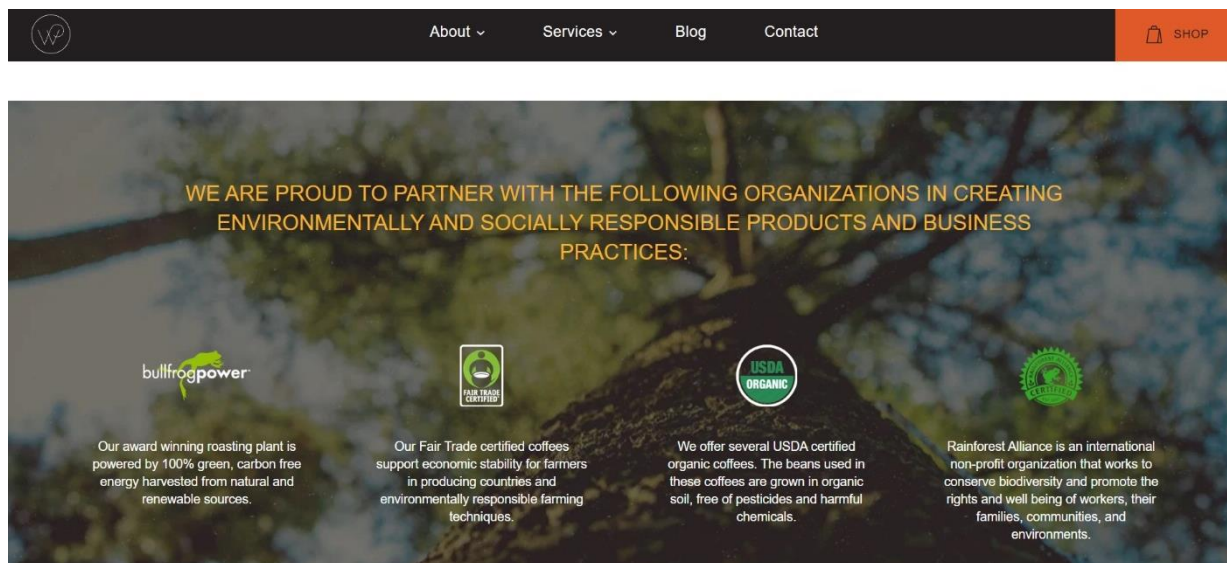 About Services Blog Contact SHOP
WE ARE PROUD TO PARTNER WITH THE FOLLOWING ORGANIZATIONS IN CREATING
ENVIRONMENTALLY AND SOCIALLY RESPONSIBLE PRODUCTS AND BUSINESS
PRACTICES:
bullfrogpower
Our award winning roasting plant is
powered by 100% green, carbon free
energy harvested from natural and
renewable sources.
FAIR TRADE
CERTIFIED
Our Fair Trade certified coffees
support economic stability for farmers
in producing countries and
environmentally responsible farming
techniques.
USDA
ORGANIC
We offer several USDA certified
organic coffees. The beans used in
these coffees are grown in organic
soil, free of pesticides and harmful
chemicals.
CERTIFIED
Rainforest Alliance is an international
non-profit organization that works to
conserve biodiversity and promote the
rights and well being of workers, their
families, communities, and
environments.